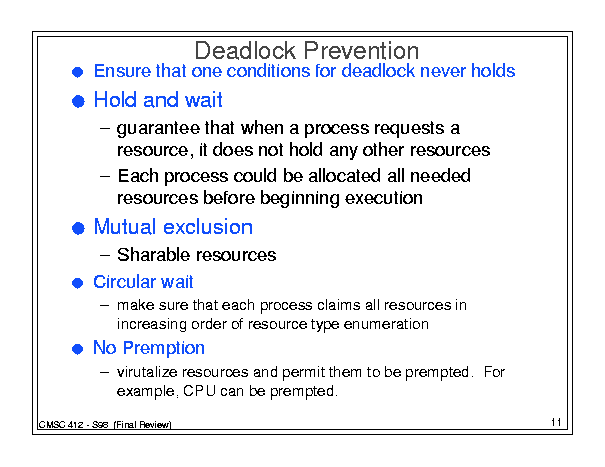 Deadlock Prevention
● Ensure that one conditions for deadlock never holds
● Hold and wait
– guarantee that when a process requests a
resource, it does not hold any other resources
– Each process could be allocated all needed
resources before beginning execution
● Mutual exclusion
– Sharable resources
● Circular wait
– make sure that each process claims all resources in
increasing order of resource type enumeration
● No Premption
– virutalize resources and permit them to be prempted.  For
example, CPU can be prempted.
CMSC 412 - S98 (Final Review)
11